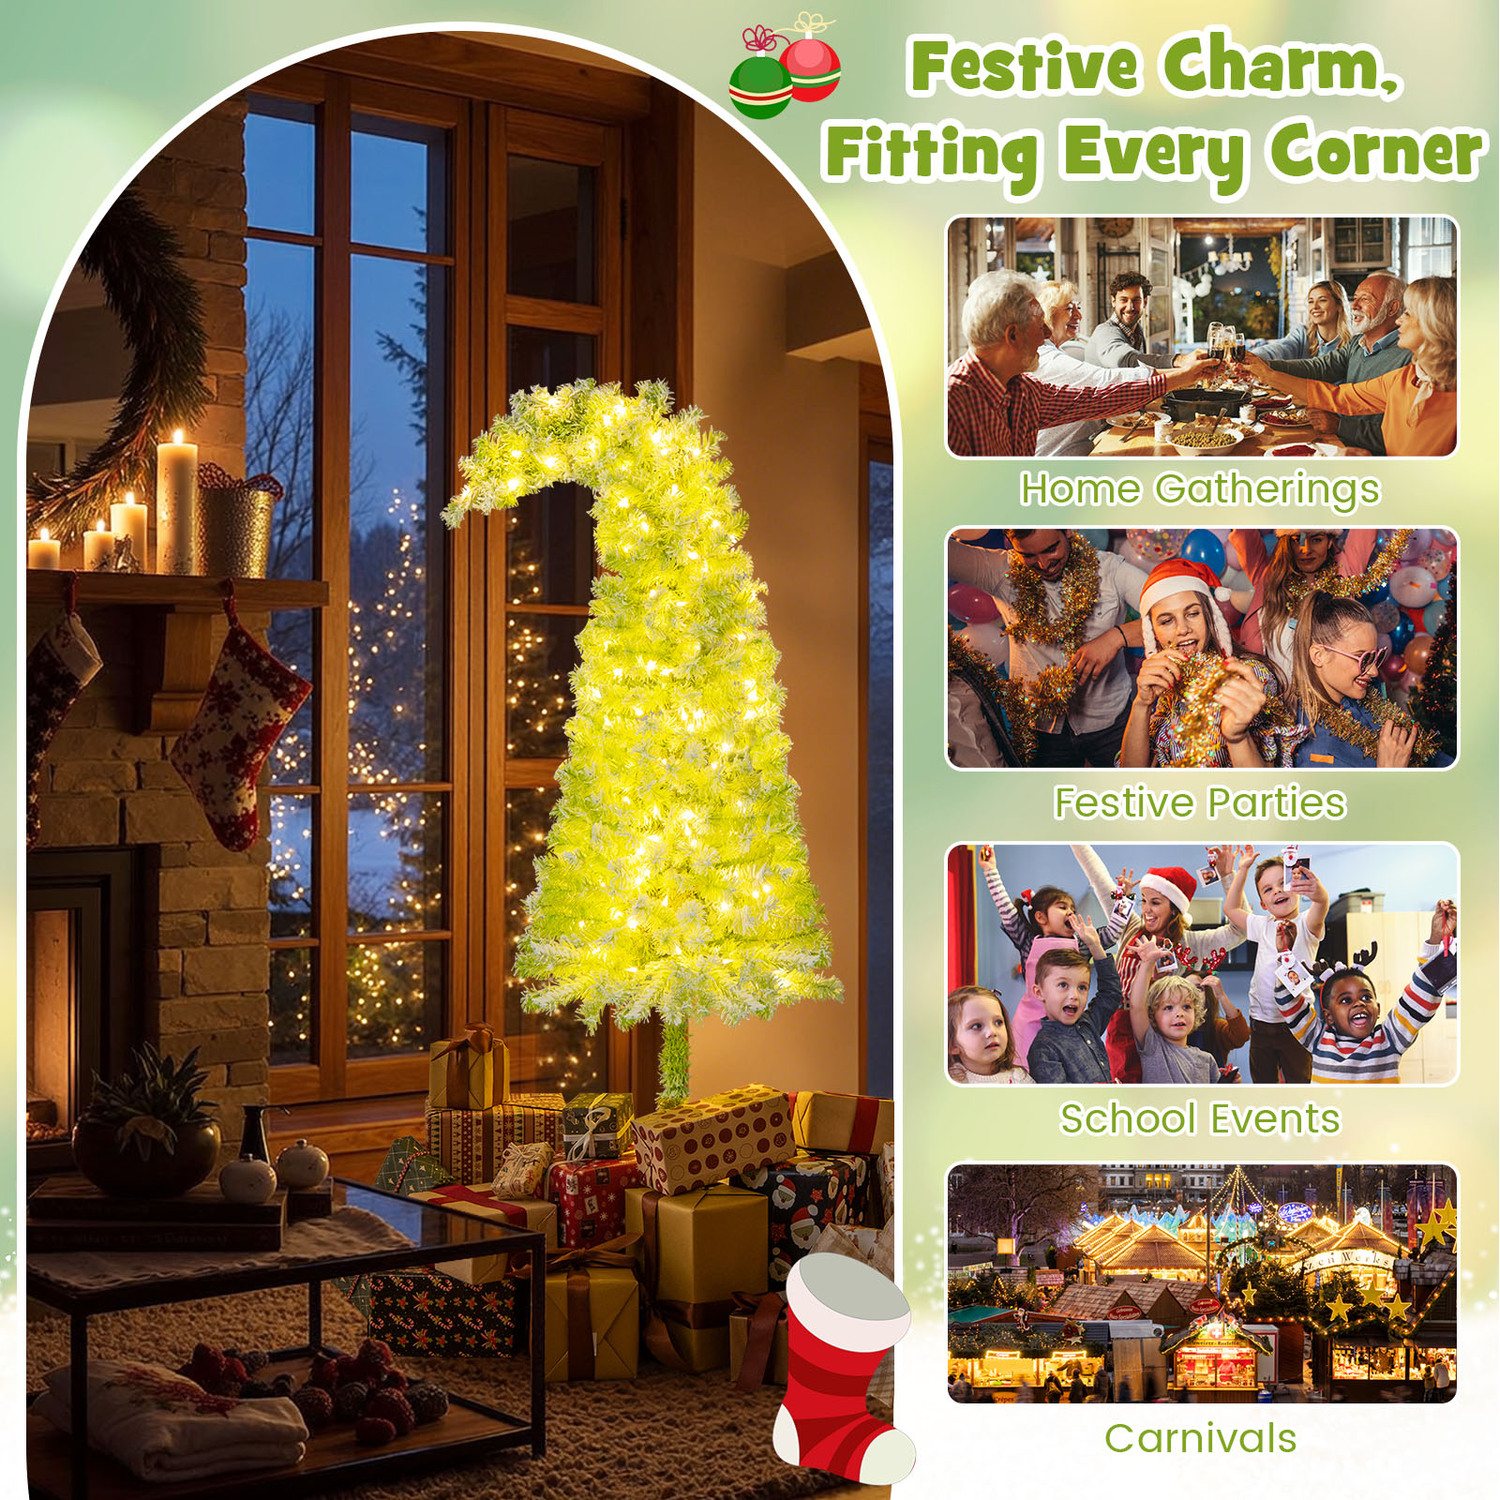 Festive Charm,
Fitting Every Corner
Home Gatherings
Festive Parties
School Events
Carnivals